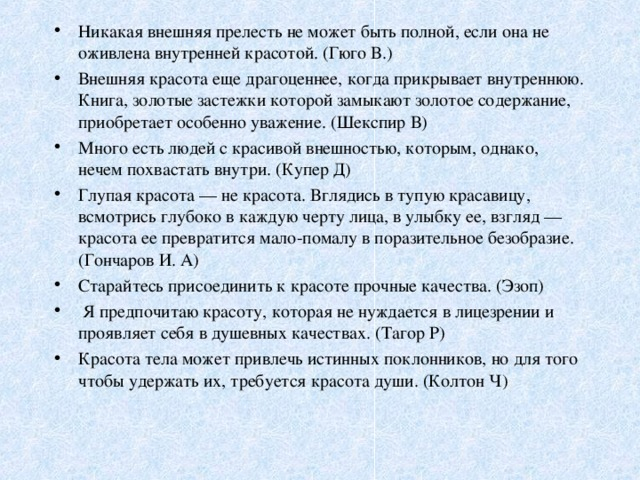 • Никакая внешняя прелесть не может быть полной, если она не
оживлена внутренней красотой. (Гюго В.)
• Внешняя красота еще драгоценнее, когда прикрывает внутреннюю.
Книга, золотые застежки которой замыкают золотое содержание,
приобретает особенно уважение. (Шекспир В)
• Много есть людей с красивой внешностью, которым, однако,
нечем похвастать внутри. (Купер Д)
• Глупая красота — не красота. Вглядись в тупую красавицу,
всмотрись глубоко в каждую черту лица, в улыбку ее, взгляд —
красота ее превратится мало-помалу в поразительное безобразие.
(Гончаров И. А)
• Старайтесь присоединить к красоте прочные качества. (Эзоп)
• Я предпочитаю красоту, которая не нуждается в лицезрении и
проявляет себя в душевных качествах. (Тагор Р)
• Красота тела может привлечь истинных поклонников, но для того
чтобы удержать их, требуется красота души. (Колтон Ч)